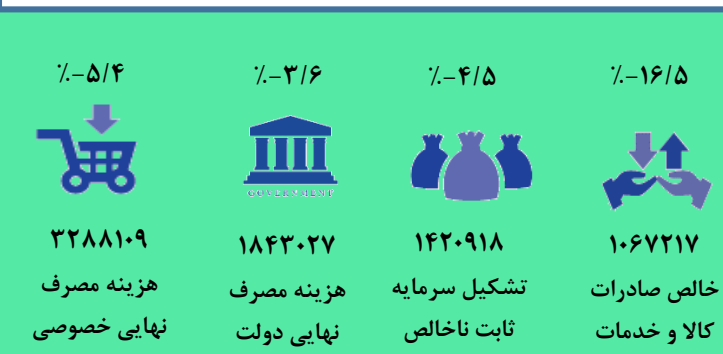 ٪-۱۶/۵
٪-۴/۵
٪-۳/۶
٪-۵/۴
GOVERNMENT
۱۰۶۷۲۱۷
۱۴۲۰۹۱۸
۱۸۴۳۰۲۷
۳۲۸۸۱۰۹
خالص صادرات
کالا و خدمات
تشکیل سرمایه
ثابت ناخالص
هزینه مصرف
نهایی دولت
هزینه مصرف
نهایی خصوصی